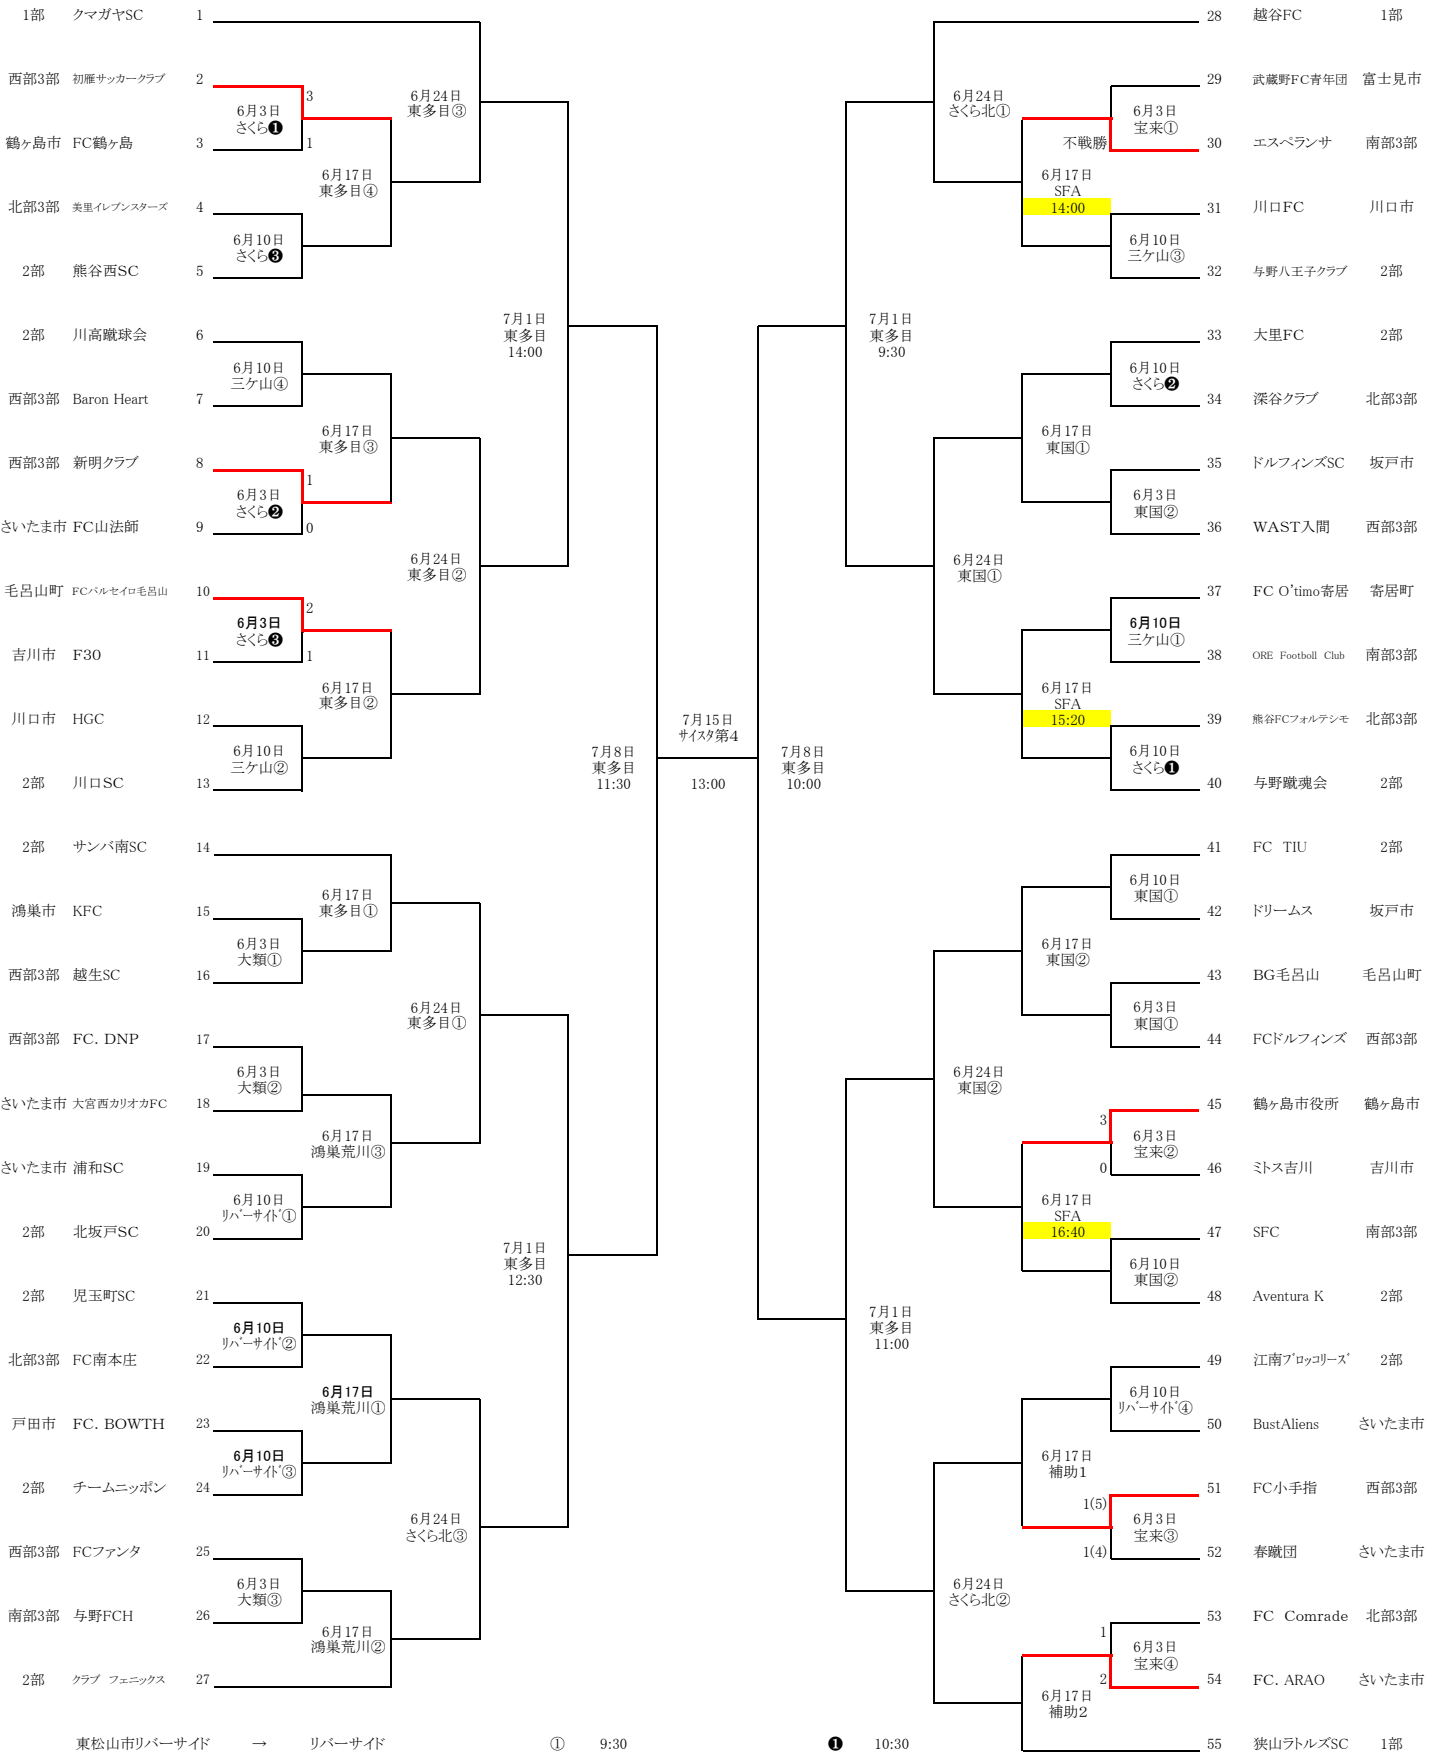 1部 クマガヤSC 1
西部3部 初雁サッカークラブ 2
3
6月3日
さくら❶
鶴ヶ島市 FC鶴ヶ島 3
1
6月24日
東多目③
6月17日
東多目④
北部3部 美里イレブンスターズ 4
6月10日
さくら❸
2部 熊谷西SC 5
2部 川高蹴球会 6
6月10日
三ケ山④
西部3部 Baron Heart 7
7月1日
東多目
14:00
6月17日
東多目③
西部3部 新明クラブ 8
1
6月3日
さくら❷
さいたま市 FC山法師 9
0
6月24日
東多目②
毛呂山町 FCパルセイロ毛呂山 10
2
6月3日
さくら❸
吉川市 F30 11
1
6月17日
東多目②
川口市 HGC 12
6月10日
三ケ山②
2部 川口SC 13
7月8日
東多目
11:30
7月15日
サイスタ第4
13:00
2部 サンバ南SC 14
6月17日
東多目①
鴻巣市 KFC 15
6月3日
大類①
西部3部 越生SC 16
6月24日
東多目①
西部3部 FC. DNP 17
6月3日
大類②
さいたま市 大宮西カリオカFC 18
6月17日
鴻巣荒川③
さいたま市 浦和SC 19
6月10日
リバーサイド①
2部 北坂戸SC 20
7月1日
東多目
12:30
2部 児玉町SC 21
6月10日
リバーサイド②
北部3部 FC南本庄 22
6月17日
鴻巣荒川①
戸田市 FC. BOWTH 23
6月10日
リバーサイド③
2部 チームニッポン 24
6月24日
さくら北③
西部3部 FCファンタ 25
6月3日
大類③
南部3部 与野FCH 26
6月17日
鴻巣荒川②
2部 クラブ フェニックス 27
28 越谷FC 1部
6月24日
さくら北①
29 武蔵野FC青年団 富士見市
6月3日
宝来①
不戦勝
30 エスペランサ 南部3部
6月17日
SFA
14:00
31 川口FC 川口市
6月10日
三ケ山③
32 与野八王子クラブ 2部
7月1日
東多目
9:30
33 大里FC 2部
6月10日
さくら❷
34 深谷クラブ 北部3部
6月17日
東国①
35 ドルフィンズSC 坂戸市
6月3日
東国②
36 WAST入間 西部3部
6月24日
東国①
37 FC O'timo寄居 寄居町
6月10日
三ケ山①
38 ORE Footboll Club 南部3部
6月17日
SFA
15:20
39 熊谷FCフォルテシモ 北部3部
6月10日
さくら❶
40 与野蹴魂会 2部
7月8日
東多目
10:00
41 FC TIU 2部
6月10日
東国①
42 ドリームス 坂戸市
6月17日
東国②
43 BG毛呂山 毛呂山町
6月3日
東国①
44 FCドルフィンズ 西部3部
6月24日
東国②
45 鶴ヶ島市役所 鶴ヶ島市
3
6月3日
宝来②
0
46 ミトス吉川 吉川市
6月17日
SFA
16:40
47 SFC 南部3部
6月10日
東国②
48 Aventura K 2部
7月1日
東多目
11:00
49 江南ブロッコリーズ 2部
6月10日
リバーサイド④
50 BustAliens さいたま市
6月17日
補助1
51 FC小手指 西部3部
1(5)
6月3日
宝来③
1(4)
52 春蹴団 さいたま市
6月24日
さくら北②
53 FC Comrade 北部3部
1
6月3日
宝来④
2
54 FC. ARAO さいたま市
6月17日
補助2
55 狭山ラトルズSC 1部
東松山市リバーサイド → リバーサイド ① 9:30 ❶ 10:30